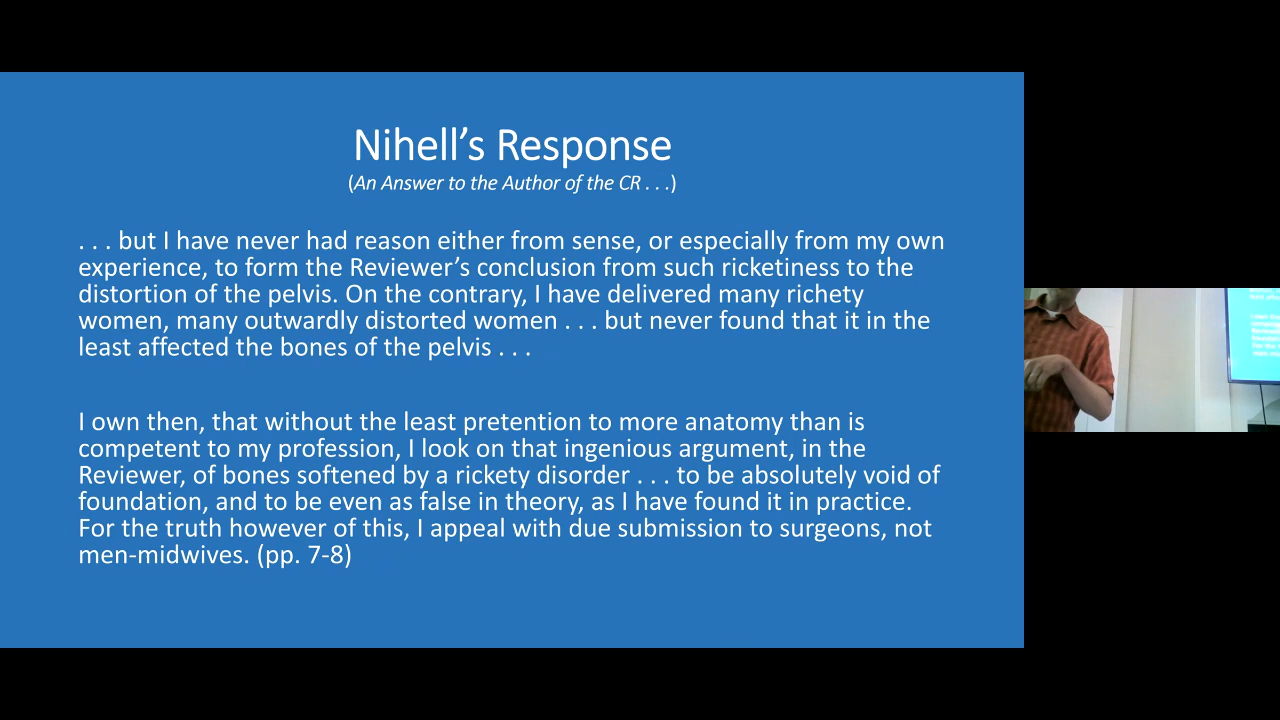 Nihell’s Response
(An Answer to the Author of the CR . . .)
. . . but I have never had reason either from sense, or especially from my own
experience, to form the Reviewer’s conclusion from such ricketiness to the
distortion of the pelvis. On the contrary, I have delivered many richety
women, many outwardly distorted women . . . but never found that it in the
least affected the bones of the pelvis . . .
I own then, that without the least pretention to more anatomy than is
competent to my profession, I look on that ingenious argument, in the
Reviewer, of bones softened by a rickety disorder . . . to be absolutely void of
foundation, and to be even as false in theory, as I have found it in practice.
For the truth however of this, I appeal with due submission to surgeons, not
men-midwives. (pp. 7-8)